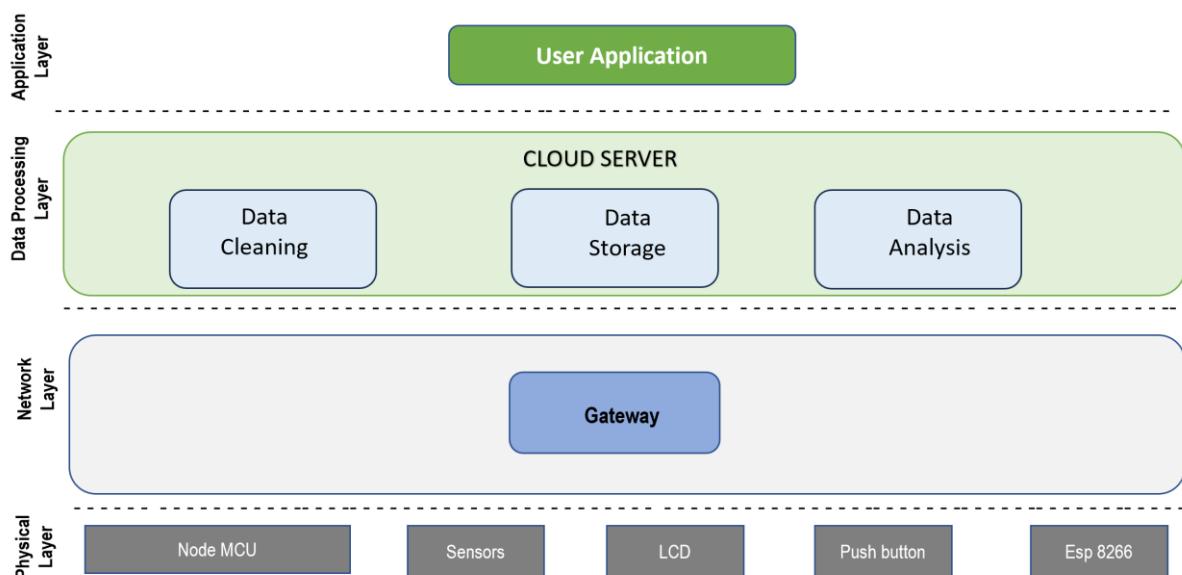 Application
Layer
User Application
Data Processing
Layer
CLOUD SERVER
Data
Cleaning
Data
Storage
Data
Analysis
Network
Layer
Gateway
Physical
Layer
Node MCU
Sensors
LCD
Push button
Esp 8266